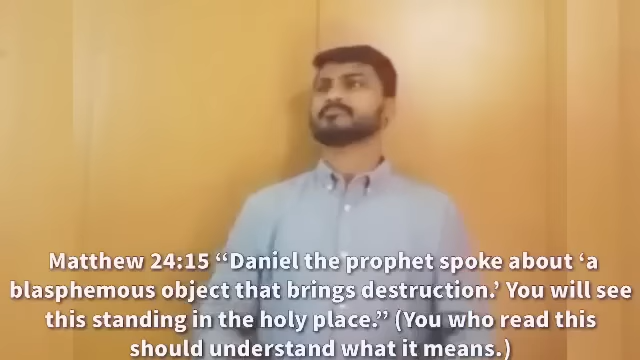 Matthew 24:15 “Daniel the prophet spoke about ‘a
blasphemous object that brings destruction.’ You will see
this standing in the holy place.” (You who read this
should understand what it means.)